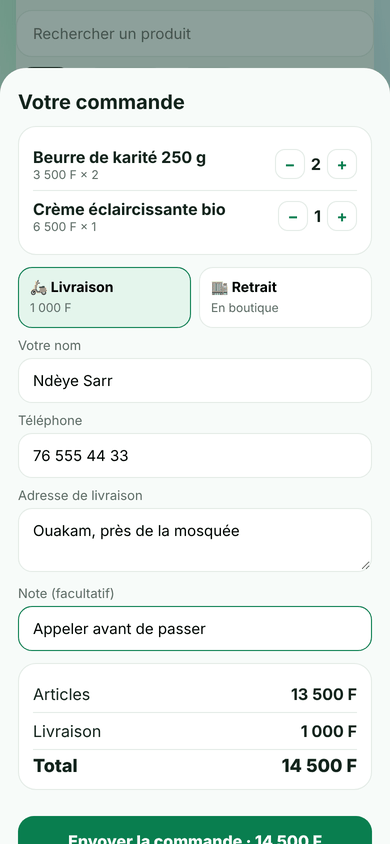 Rechercher un produit
Votre commande
Beurre de karité 250 g
3 500 F × 2
− 2 +
Crème éclaircissante bio
6 500 F × 1
− 1 +
Livraison
1 000 F
Retrait
En boutique
Votre nom
Ndèye Sarr
Téléphone
76 555 44 33
Adresse de livraison
Ouakam, près de la mosquée
Note (facultatif)
Appeler avant de passer
Articles 13 500 F
Livraison 1 000 F
Total 14 500 F
Envoyer la commande · 14 500 F